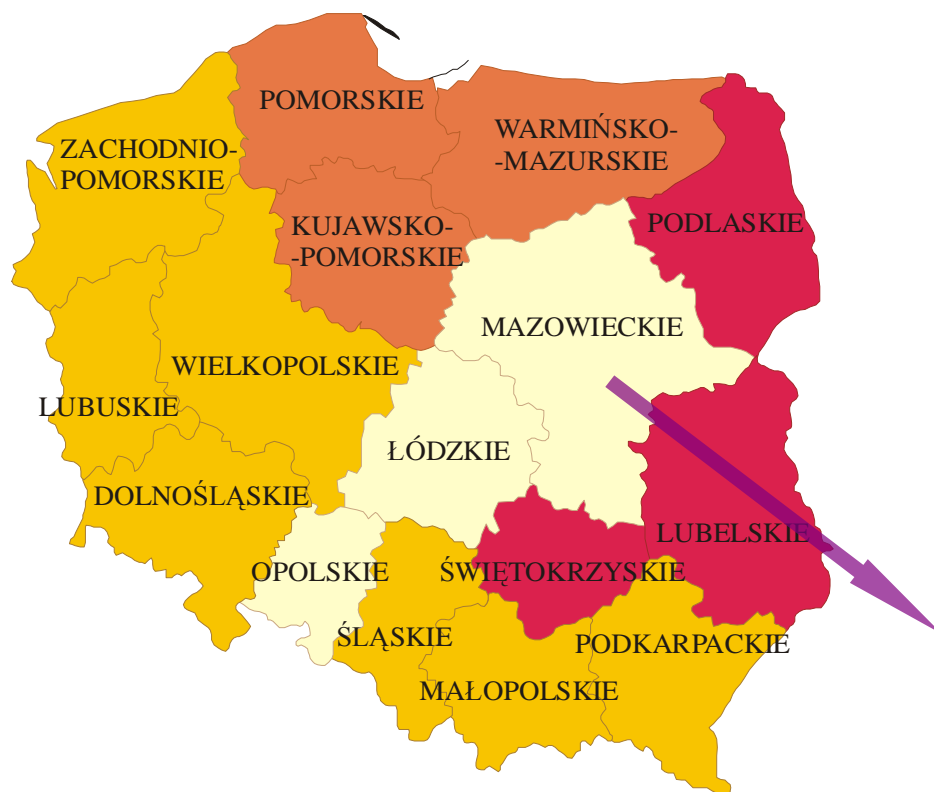 POMORSKIE
WARMIŃSKO-
-MAZURSKIE
ZACHODNIO-
POMORSKIE
KUJAWSKO-
-POMORSKIE
PODLASKIE
MAZOWIECKIE
WIELKOPOLSKIE
LUBUSKIE
ŁÓDZKIE
DOLNOŚLĄSKIE
LUBELSKIE
OPOLSKIE
ŚWIĘTOKRZYSKIE
ŚLĄSKIE
PODKARPACKIE
MAŁOPOLSKIE